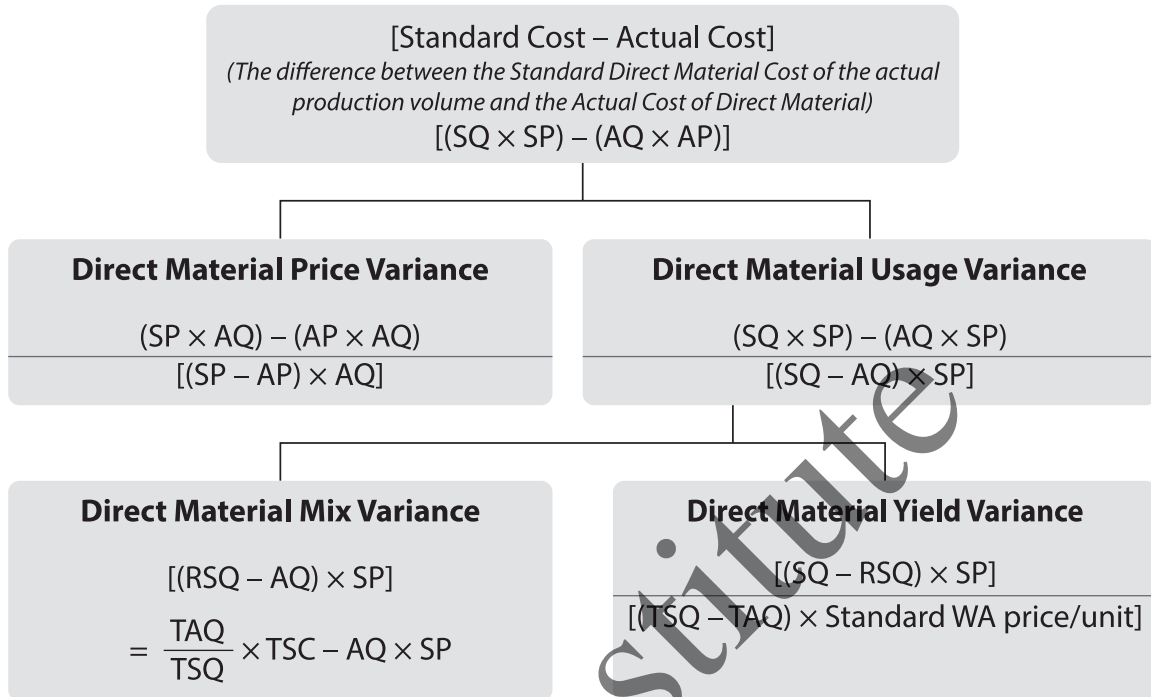 [Standard Cost – Actual Cost]
(The difference between the Standard Direct Material Cost of the actual
production volume and the Actual Cost of Direct Material)
[(SQ × SP) – (AQ × AP)]
Direct Material Price Variance
(SP × AQ) – (AP × AQ)
[(SP – AP) × AQ]
Direct Material Usage Variance
(SQ × SP) – (AQ × SP)
[(SQ – AQ) × SP]
Direct Material Mix Variance
[(RSQ – AQ) × SP]
= TAQ/TSQ × TSC – AQ × SP
Direct Material Yield Variance
[(SQ – RSQ) × SP]
[(TSQ – TAQ) × Standard WA price/unit]
stitute